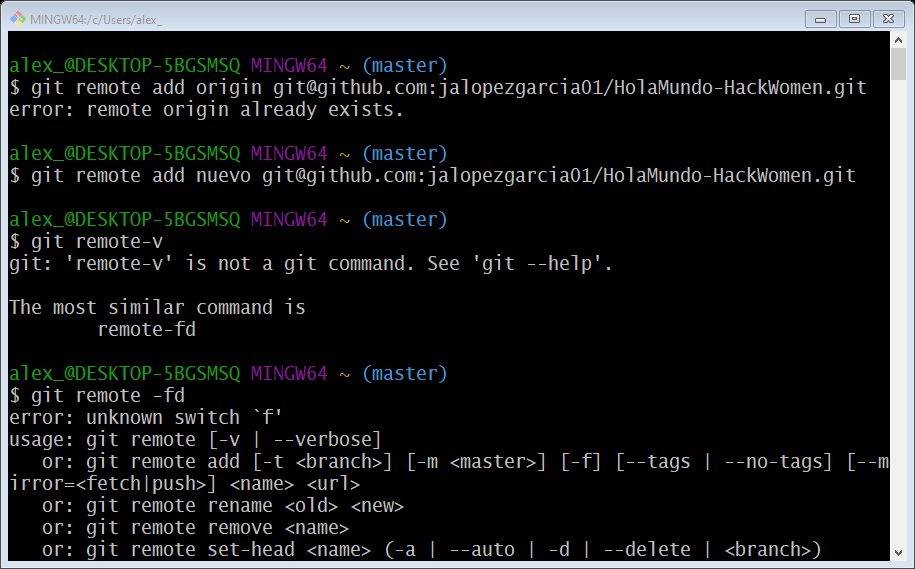 MINGW64:/c/Users/alex_
alex_@DESKTOP-5BGSMSQ MINGW64 ~ (master)
$ git remote add origin git@github.com:jalopezgarcia01/HolaMundo-HackWomen.git
error: remote origin already exists.
alex_@DESKTOP-5BGSMSQ MINGW64 ~ (master)
$ git remote add nuevo git@github.com:jalopezgarcia01/HolaMundo-HackWomen.git
alex_@DESKTOP-5BGSMSQ MINGW64 ~ (master)
$ git remote-v
git: 'remote-v' is not a git command. See 'git --help'.
The most similar command is
        remote-fd
alex_@DESKTOP-5BGSMSQ MINGW64 ~ (master)
$ git remote -fd
error: unknown switch `f'
usage: git remote [-v | --verbose]
   or: git remote add [-t <branch>] [-m <master>] [-f] [--tags | --no-tags] [--m
irror=<fetch|push>] <name> <url>
   or: git remote rename <old> <new>
   or: git remote remove <name>
   or: git remote set-head <name> (-a | --auto | -d | --delete | <branch>)